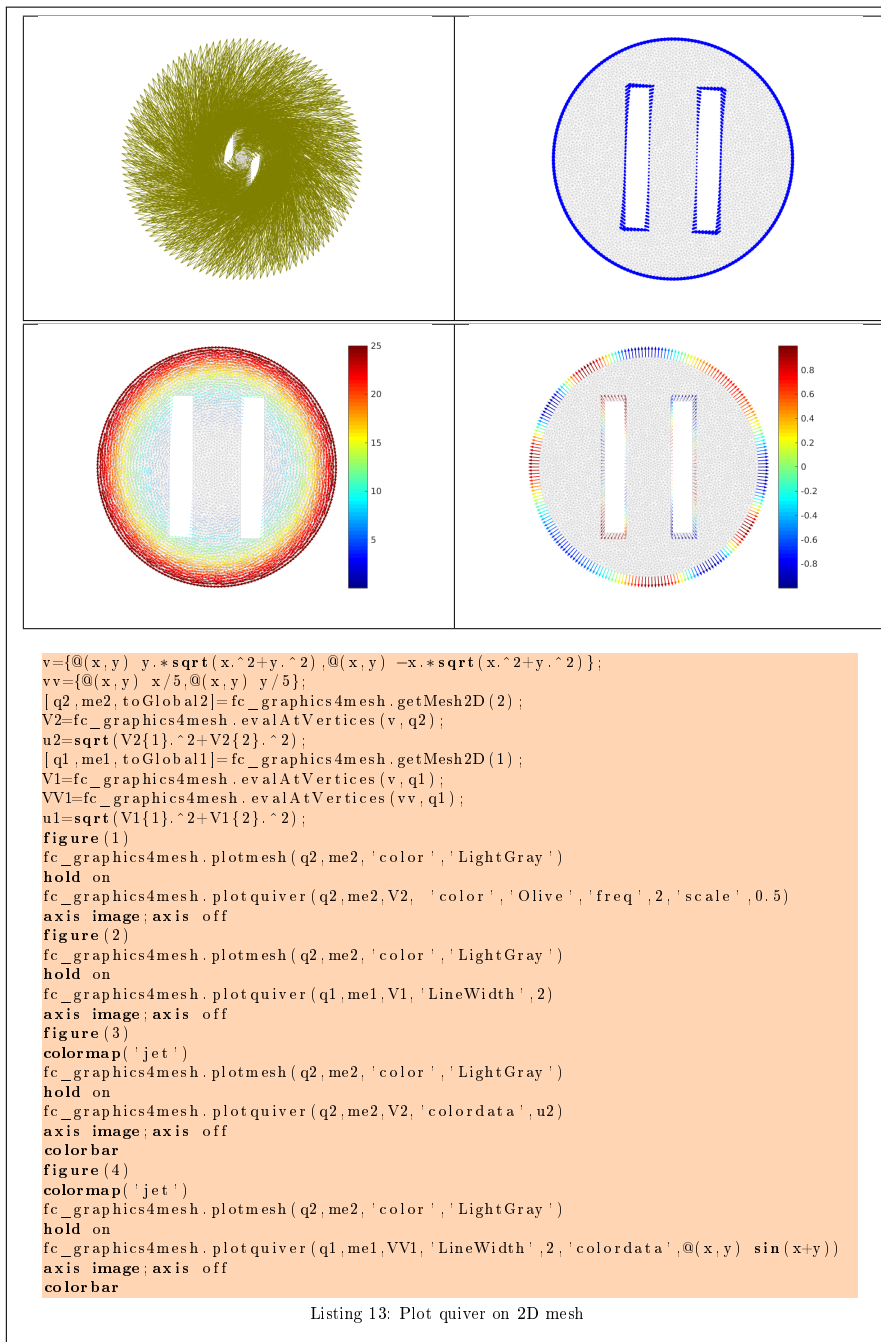 25
20
15
10
5
0.8
0.6
0.4
0.2
0
-0.2
-0.4
-0.6
-0.8
v={@(x,y) y.*sqrt(x.^2+y.^2),@(x,y) −x.*sqrt(x.^2+y.^2)};
vv={@(x,y) x/5,@(x,y) y/5};
[q2,me2,toGlobal2]=fc_graphics4mesh.getMesh2D(2);
V2=fc_graphics4mesh.evalAtVertices(v,q2);
u2=sqrt(V2{1}.^2+V2{2}.^2);
[q1,me1,toGlobal1]=fc_graphics4mesh.getMesh2D(1);
V1=fc_graphics4mesh.evalAtVertices(v,q1);
VV1=fc_graphics4mesh.evalAtVertices(vv,q1);
u1=sqrt(V1{1}.^2+V1{2}.^2);
figure(1)
fc_graphics4mesh.plotmesh(q2,me2,'color','LightGray')
hold on
fc_graphics4mesh.plotquiver(q2,me2,V2, 'color','Olive','freq',2,'scale',0.5)
axis image;axis off
figure(2)
fc_graphics4mesh.plotmesh(q2,me2,'color','LightGray')
hold on
fc_graphics4mesh.plotquiver(q1,me1,V1,'LineWidth',2)
axis image;axis off
figure(3)
colormap('jet')
fc_graphics4mesh.plotmesh(q2,me2,'color','LightGray')
hold on
fc_graphics4mesh.plotquiver(q2,me2,V2,'colordata',u2)
axis image;axis off
colorbar
figure(4)
colormap('jet')
fc_graphics4mesh.plotmesh(q2,me2,'color','LightGray')
hold on
fc_graphics4mesh.plotquiver(q1,me1,VV1,'LineWidth',2,'colordata',@(x,y) sin(x+y))
axis image;axis off
colorbar
Listing 13: Plot quiver on 2D mesh